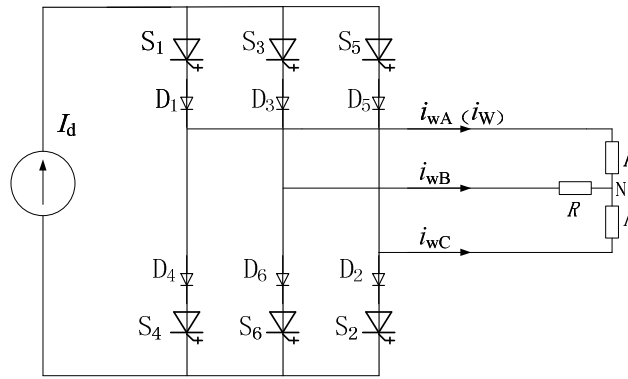 S1 S3 S5
D1 D3 D5
Id
iwA (iW)
iwB
N
R
iwC
D4 D6 D2
S4 S6 S2